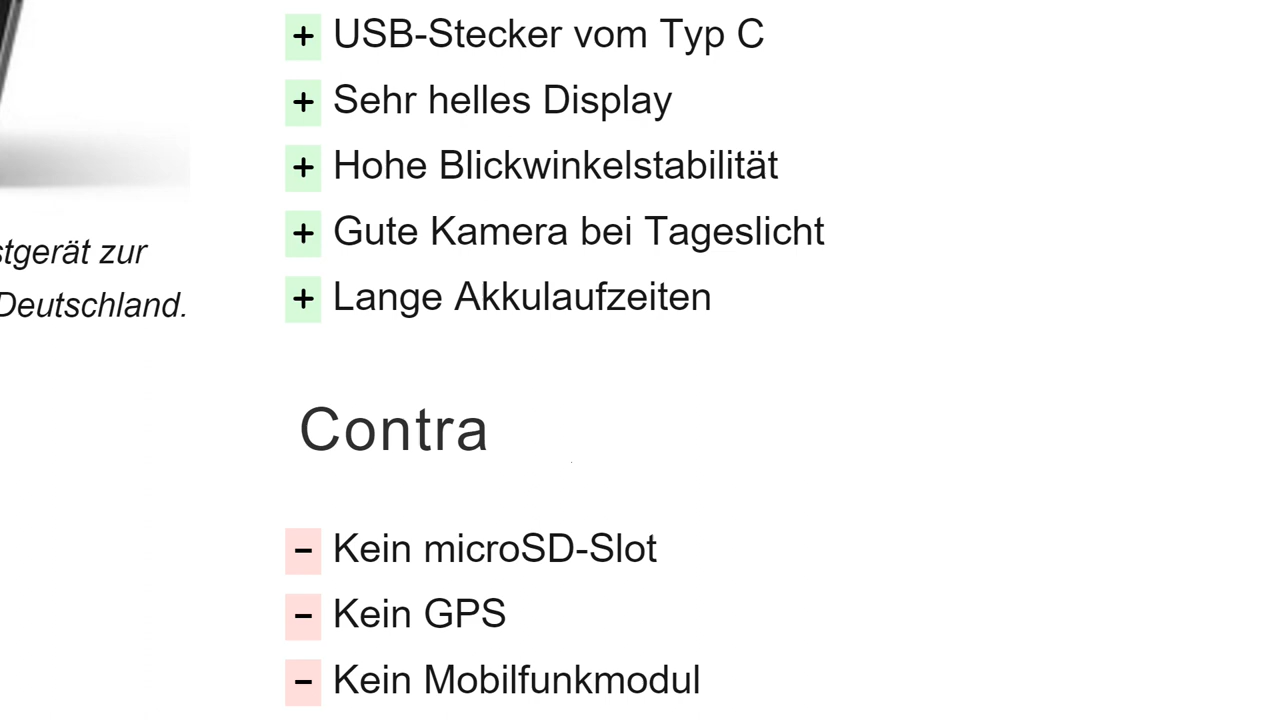 USB-Stecker vom Typ C
Sehr helles Display
Hohe Blickwinkelstabilität
Gute Kamera bei Tageslicht
Lange Akkulaufzeiten
zur
Deutschland.
Contra
Kein microSD-Slot
Kein GPS
Kein Mobilfunkmodul